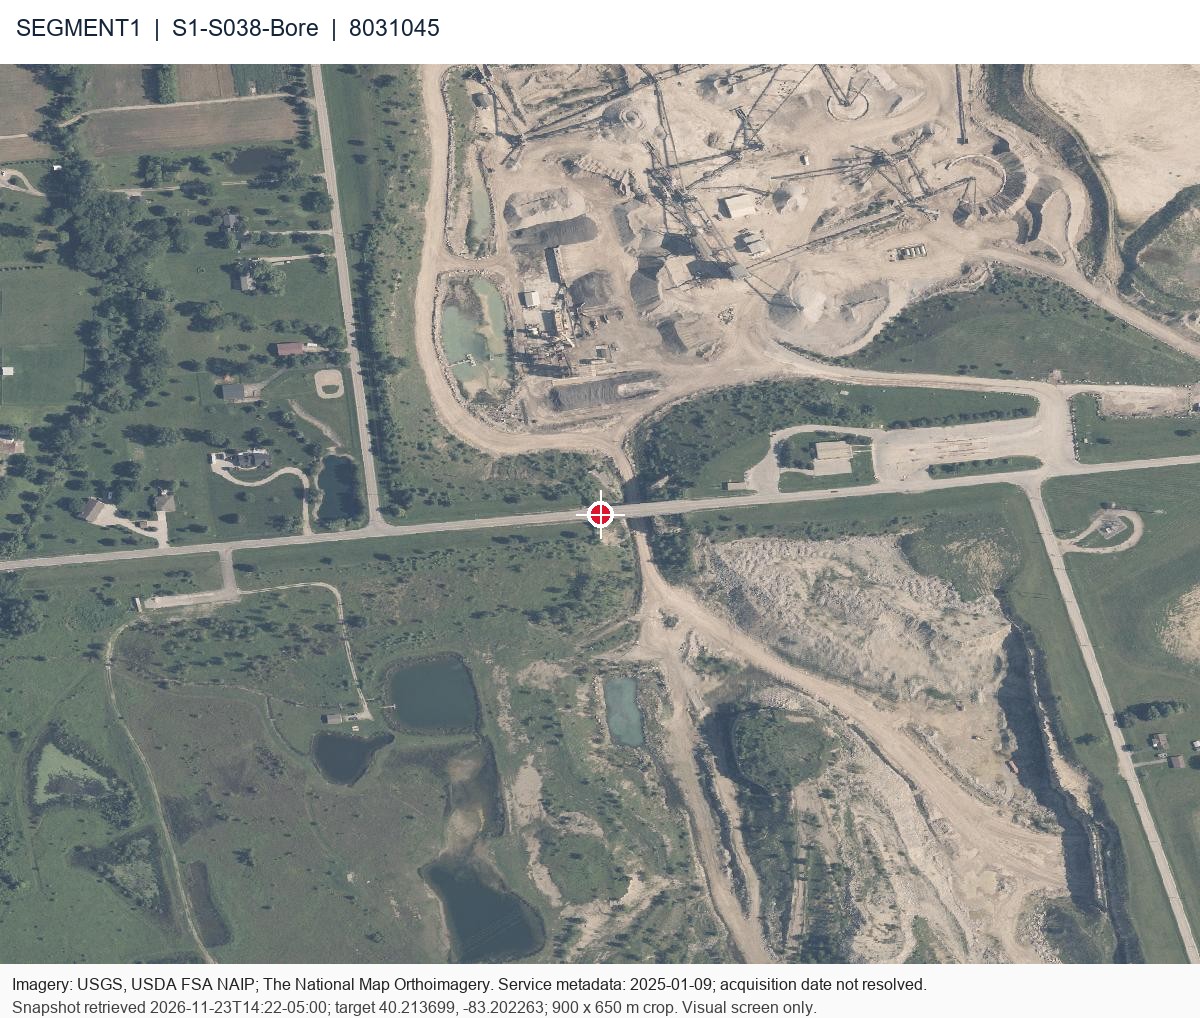 SEGMENT1 | S1-S038-Bore | 8031045
Imagery: USGS, USDA FSA NAIP; The National Map Orthoimagery. Service metadata: 2025-01-09; acquisition date not resolved.
Snapshot retrieved 2026-11-23T14:22-05:00; target 40.213699, -83.202263; 900 x 650 m crop. Visual screen only.